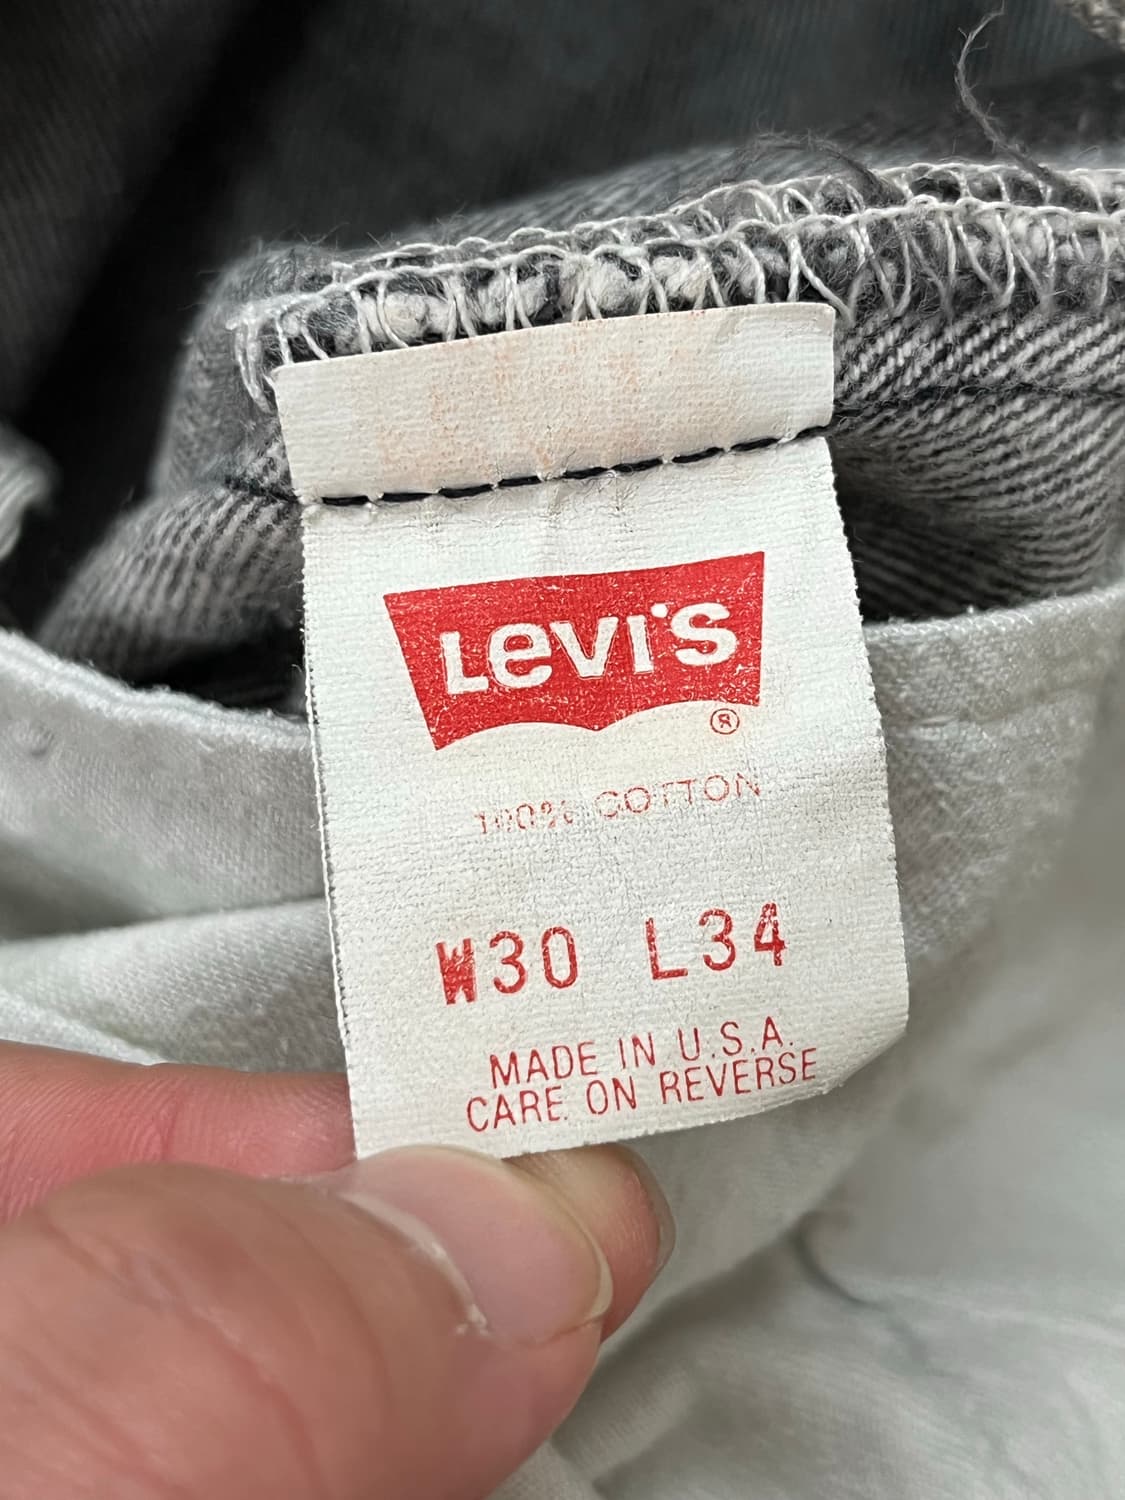 Levi's
®
100% COTTON
W30 L34
MADE IN U.S.A.
CARE ON REVERSE